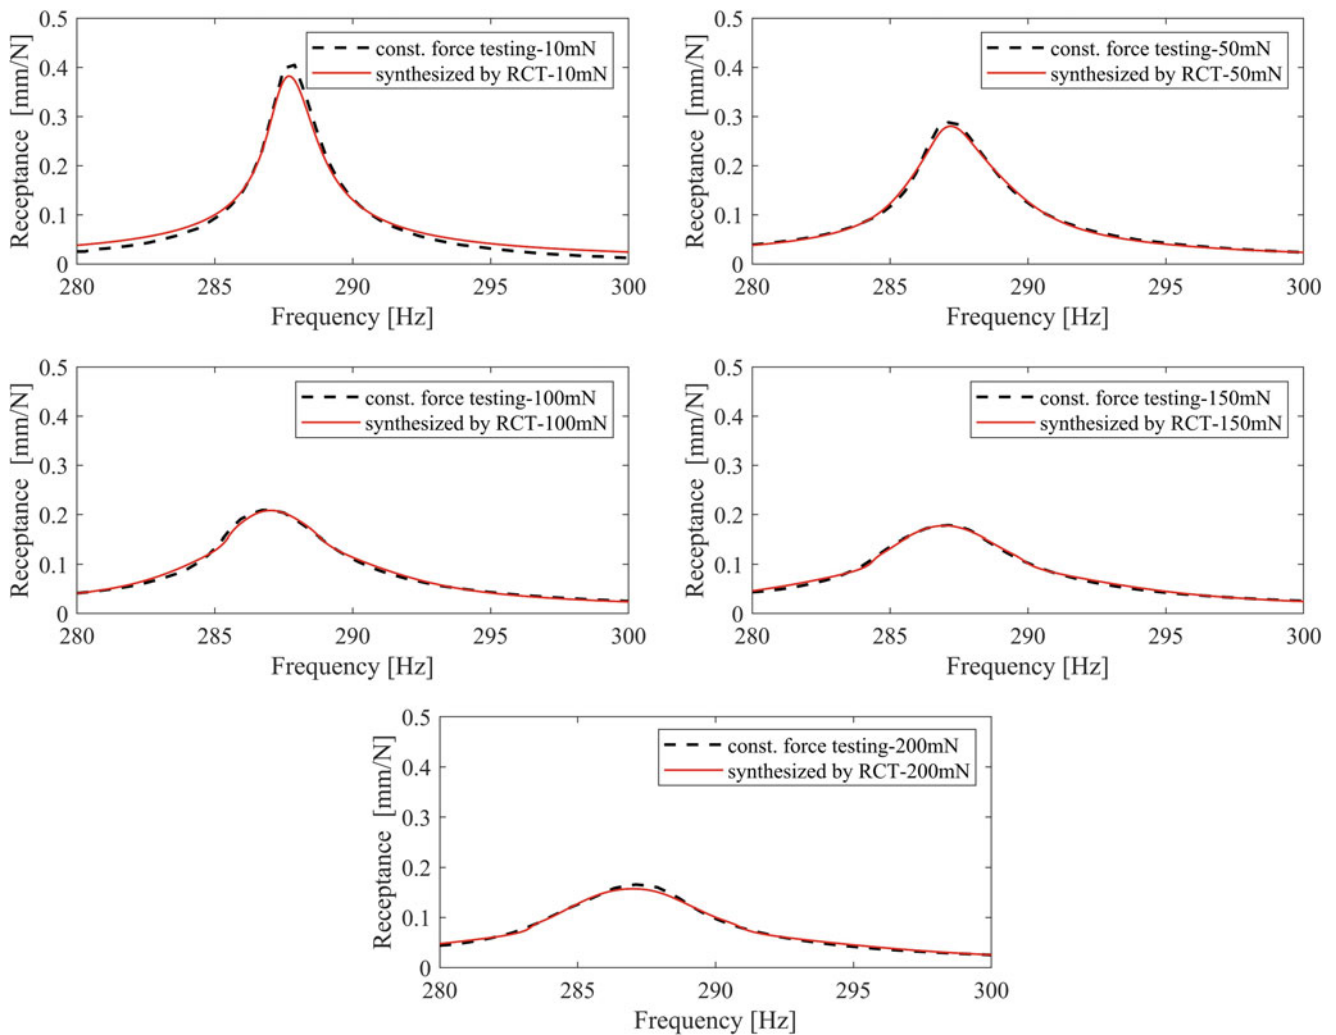 0.5
0.4
0.3
0.2
0.1
0
Receptance [mm/N]
const. force testing-10mN
synthesized by RCT-10mN
280 285 290 295 300
Frequency [Hz]
0.5
0.4
0.3
0.2
0.1
0
Receptance [mm/N]
const. force testing-50mN
synthesized by RCT-50mN
280 285 290 295 300
Frequency [Hz]
0.5
0.4
0.3
0.2
0.1
0
Receptance [mm/N]
const. force testing-100mN
synthesized by RCT-100mN
280 285 290 295 300
Frequency [Hz]
0.5
0.4
0.3
0.2
0.1
0
Receptance [mm/N]
const. force testing-150mN
synthesized by RCT-150mN
280 285 290 295 300
Frequency [Hz]
0.5
0.4
0.3
0.2
0.1
0
Receptance [mm/N]
const. force testing-200mN
synthesized by RCT-200mN
280 285 290 295 300
Frequency [Hz]